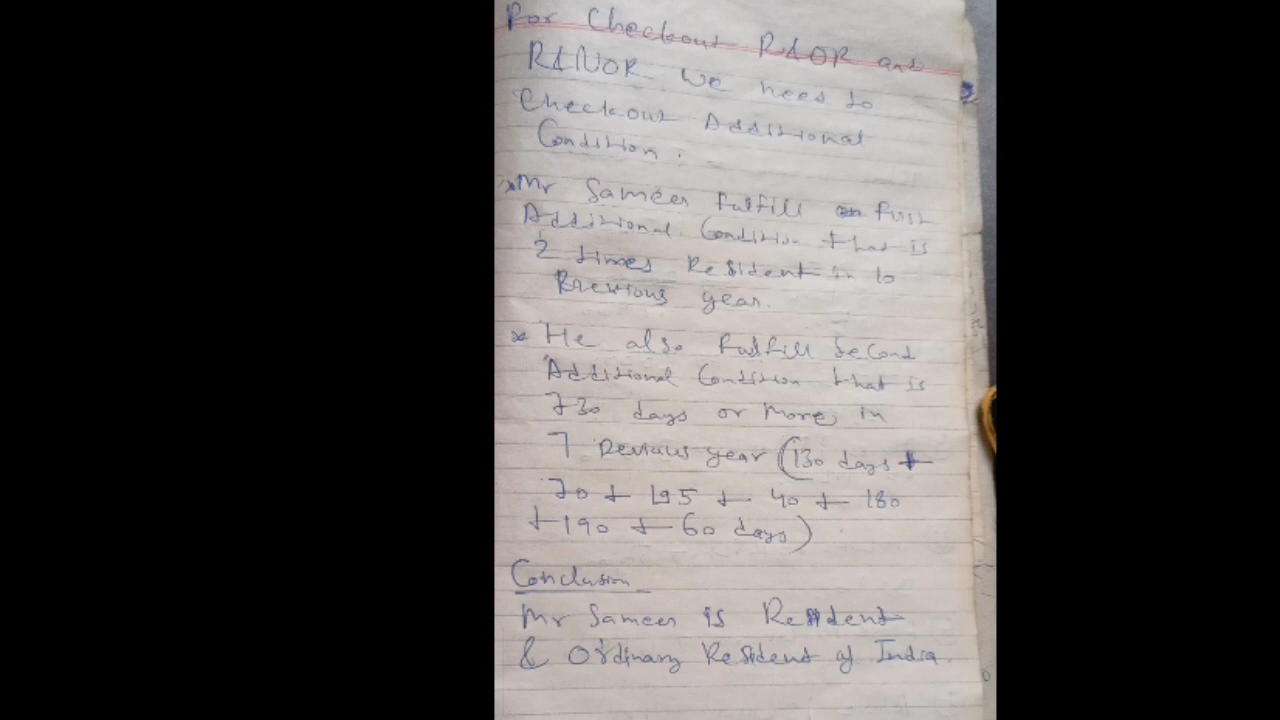 For Checkout R&OR and
R&NOR we need to
Checkout Additional
Condition.
Mr Sameer fulfill first
Additional Condition that is
2 times Resident in 10
Previous year.
* He also fulfill Second
Additional Condition that is
730 days or more in
7 Pevious year (130 days +
70 + 195 + 40 + 180
+ 190 + 60 days)
Conclusion
Mr Sameer is Resident
& Ordinary Resident of India